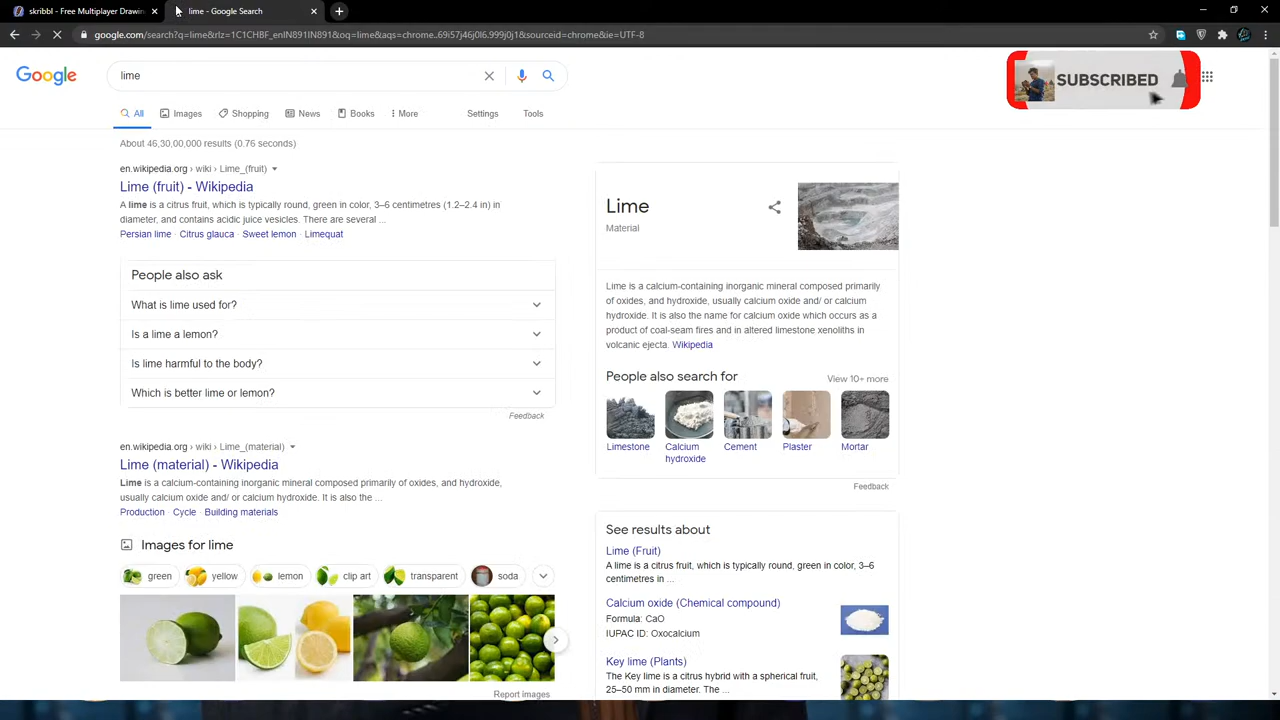 skribbl - Free Multiplayer Drawin
lime - Google Search
google.com/search?q=lime&rlz=1C1CHBF_enIN891IN891&oq=lime&aqs=chrome..69i57j46j0l6.999j0j1&sourceid=chrome&ie=UTF-8
Google
lime
SUBSCRIBED
All
Images
Shopping
News
Books
More
Settings
Tools
About 46,30,00,000 results (0.76 seconds)
en.wikipedia.org › wiki › Lime_(fruit)
Lime (fruit) - Wikipedia
A lime is a citrus fruit, which is typically round, green in color, 3–6 centimetres (1.2–2.4 in) in
diameter, and contains acidic juice vesicles. There are several ...
Persian lime · Citrus glauca · Sweet lemon · Limequat
People also ask
What is lime used for?
Is a lime a lemon?
Is lime harmful to the body?
Which is better lime or lemon?
Feedback
en.wikipedia.org › wiki › Lime_(material)
Lime (material) - Wikipedia
Lime is a calcium-containing inorganic mineral composed primarily of oxides, and hydroxide,
usually calcium oxide and/ or calcium hydroxide. It is also the ...
Production · Cycle · Building materials
Images for lime
green
yellow
lemon
clip art
transparent
soda
Report images
Lime
Material
Lime is a calcium-containing inorganic mineral composed primarily
of oxides, and hydroxide, usually calcium oxide and/ or calcium
hydroxide. It is also the name for calcium oxide which occurs as a
product of coal-seam fires and in altered limestone xenoliths in
volcanic ejecta. Wikipedia
People also search for
View 10+ more
Limestone
Calcium
hydroxide
Cement
Plaster
Mortar
Feedback
See results about
Lime (Fruit)
A lime is a citrus fruit, which is typically round, green in color, 3–6
centimetres in ...
Calcium oxide (Chemical compound)
Formula: CaO
IUPAC ID: Oxocalcium
Key lime (Plants)
The Key lime is a citrus hybrid with a spherical fruit,
25–50 mm in diameter. The ...